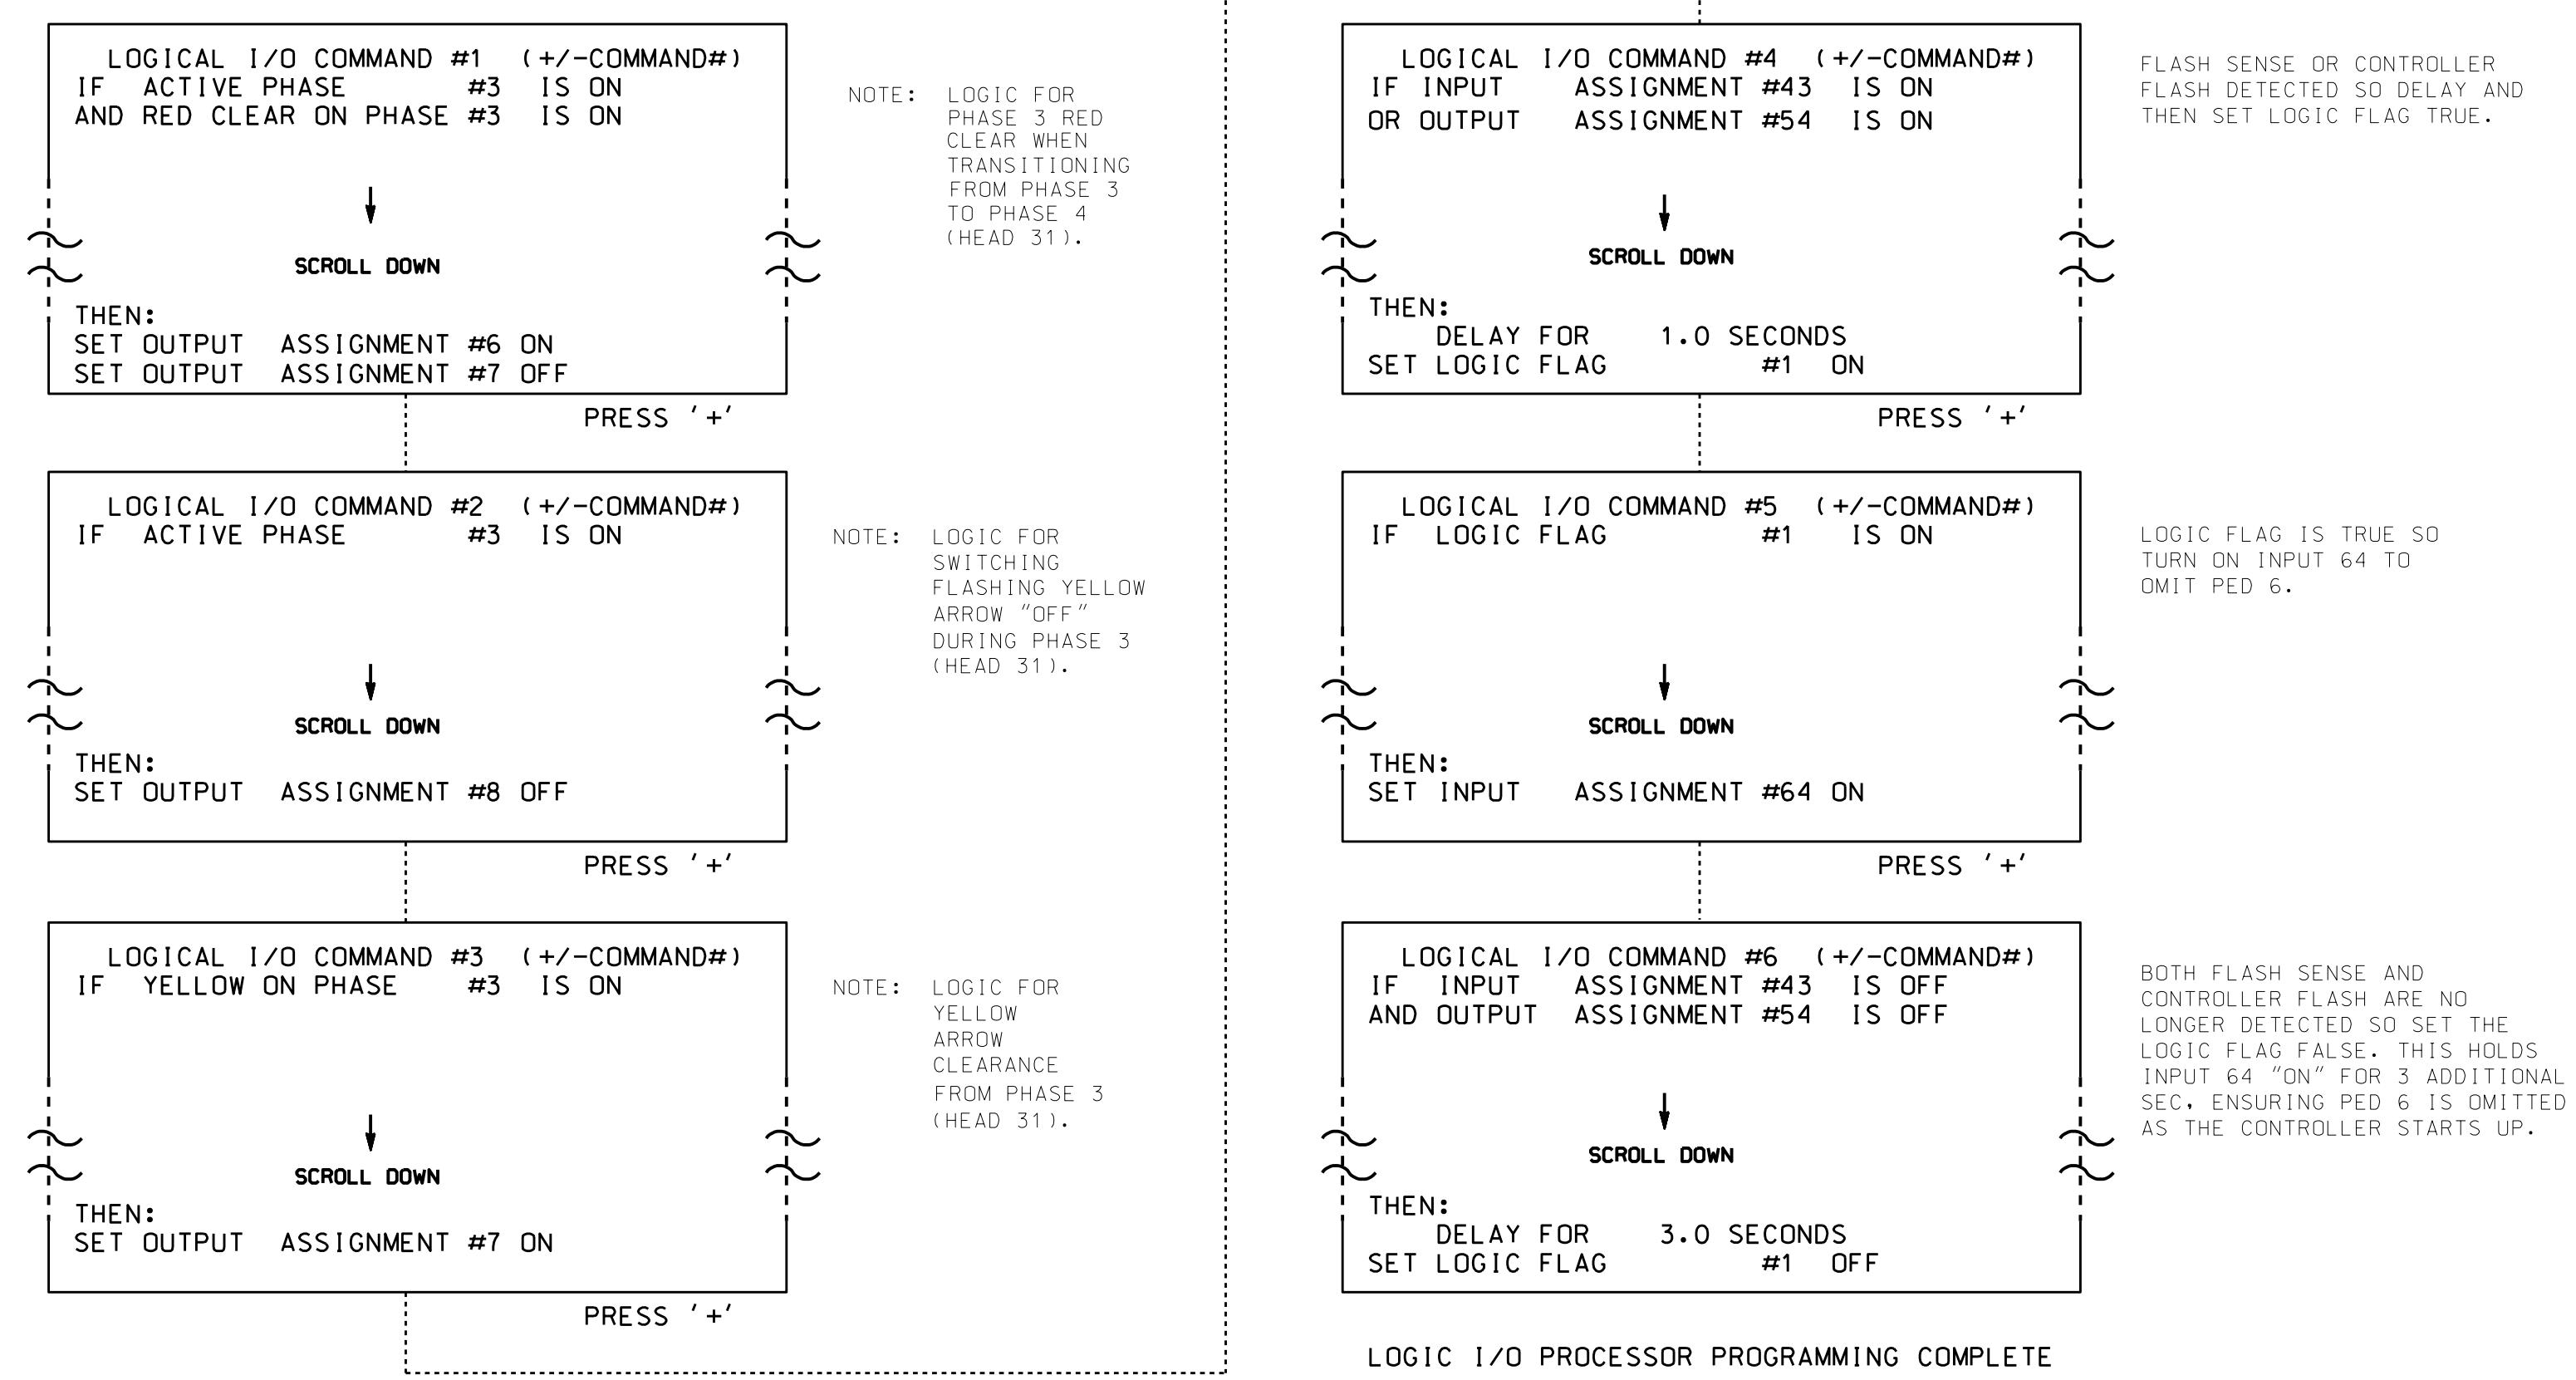 LOGICAL I/O COMMAND #1 (+/-COMMAND#)
IF ACTIVE PHASE #3 IS ON
AND RED CLEAR ON PHASE #3 IS ON
SCROLL DOWN
THEN:
SET OUTPUT ASSIGNMENT #6 ON
SET OUTPUT ASSIGNMENT #7 OFF
PRESS '+'
NOTE: LOGIC FOR
PHASE 3 RED
CLEAR WHEN
TRANSITIONING
FROM PHASE 3
TO PHASE 4
(HEAD 31).
LOGICAL I/O COMMAND #2 (+/-COMMAND#)
IF ACTIVE PHASE #3 IS ON
SCROLL DOWN
THEN:
SET OUTPUT ASSIGNMENT #8 OFF
PRESS '+'
NOTE: LOGIC FOR
SWITCHING
FLASHING YELLOW
ARROW "OFF"
DURING PHASE 3
(HEAD 31).
LOGICAL I/O COMMAND #3 (+/-COMMAND#)
IF YELLOW ON PHASE #3 IS ON
SCROLL DOWN
THEN:
SET OUTPUT ASSIGNMENT #7 ON
PRESS '+'
NOTE: LOGIC FOR
YELLOW
ARROW
CLEARANCE
FROM PHASE 3
(HEAD 31).
LOGICAL I/O COMMAND #4 (+/-COMMAND#)
IF INPUT ASSIGNMENT #43 IS ON
OR OUTPUT ASSIGNMENT #54 IS ON
SCROLL DOWN
THEN:
DELAY FOR 1.0 SECONDS
SET LOGIC FLAG #1 ON
PRESS '+'
FLASH SENSE OR CONTROLLER
FLASH DETECTED SO DELAY AND
THEN SET LOGIC FLAG TRUE.
LOGICAL I/O COMMAND #5 (+/-COMMAND#)
IF LOGIC FLAG #1 IS ON
SCROLL DOWN
THEN:
SET INPUT ASSIGNMENT #64 ON
PRESS '+'
LOGIC FLAG IS TRUE SO
TURN ON INPUT 64 TO
OMIT PED 6.
LOGICAL I/O COMMAND #6 (+/-COMMAND#)
IF INPUT ASSIGNMENT #43 IS OFF
AND OUTPUT ASSIGNMENT #54 IS OFF
SCROLL DOWN
THEN:
DELAY FOR 3.0 SECONDS
SET LOGIC FLAG #1 OFF
BOTH FLASH SENSE AND
CONTROLLER FLASH ARE NO
LONGER DETECTED SO SET THE
LOGIC FLAG FALSE. THIS HOLDS
INPUT 64 "ON" FOR 3 ADDITIONAL
SEC, ENSURING PED 6 IS OMITTED
AS THE CONTROLLER STARTS UP.
LOGIC I/O PROCESSOR PROGRAMMING COMPLETE